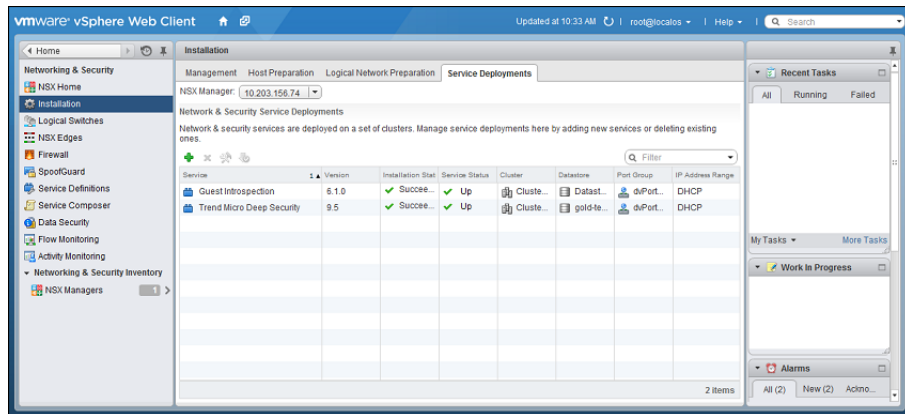 vmware® vSphere Web Client
Updated at 10:33 AM | root@localos | Help | Search
Home
Networking & Security
NSX Home
Installation
Logical Switches
NSX Edges
Firewall
SpoofGuard
Service Definitions
Service Composer
Data Security
Flow Monitoring
Activity Monitoring
Networking & Security Inventory
NSX Managers 1
Installation
Management Host Preparation Logical Network Preparation Service Deployments
NSX Manager: 10.203.156.74
Network & Security Service Deployments
Network & security services are deployed on a set of clusters. Manage service deployments here by adding new services or deleting existing
ones.
Filter
Service 1 Version Installation Stat Service Status Cluster Datastore Port Group IP Address Range
Guest Introspection 6.1.0 Succee... Up Cluste... Datast... dvPort... DHCP
Trend Micro Deep Security 9.5 Succee... Up Cluste... gold-te... dvPort... DHCP
2 items
Recent Tasks
All Running Failed
My Tasks More Tasks
Work In Progress
Alarms
All (2) New (2) Ackno...